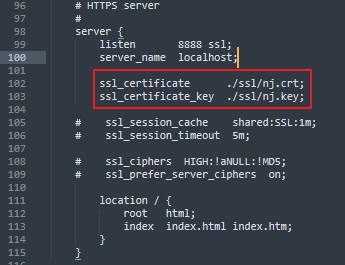 96 # HTTPS server
97 #
98 server {
99 listen 8888 ssl;
100 server_name localhost;
101
102 ssl_certificate ./ssl/nj.crt;
103 ssl_certificate_key ./ssl/nj.key;
104
105 # ssl_session_cache shared:SSL:1m;
106 # ssl_session_timeout 5m;
107
108 # ssl_ciphers HIGH:!aNULL:!MD5;
109 # ssl_prefer_server_ciphers on;
110
111 location / {
112 root html;
113 index index.html index.htm;
114 }
115 }